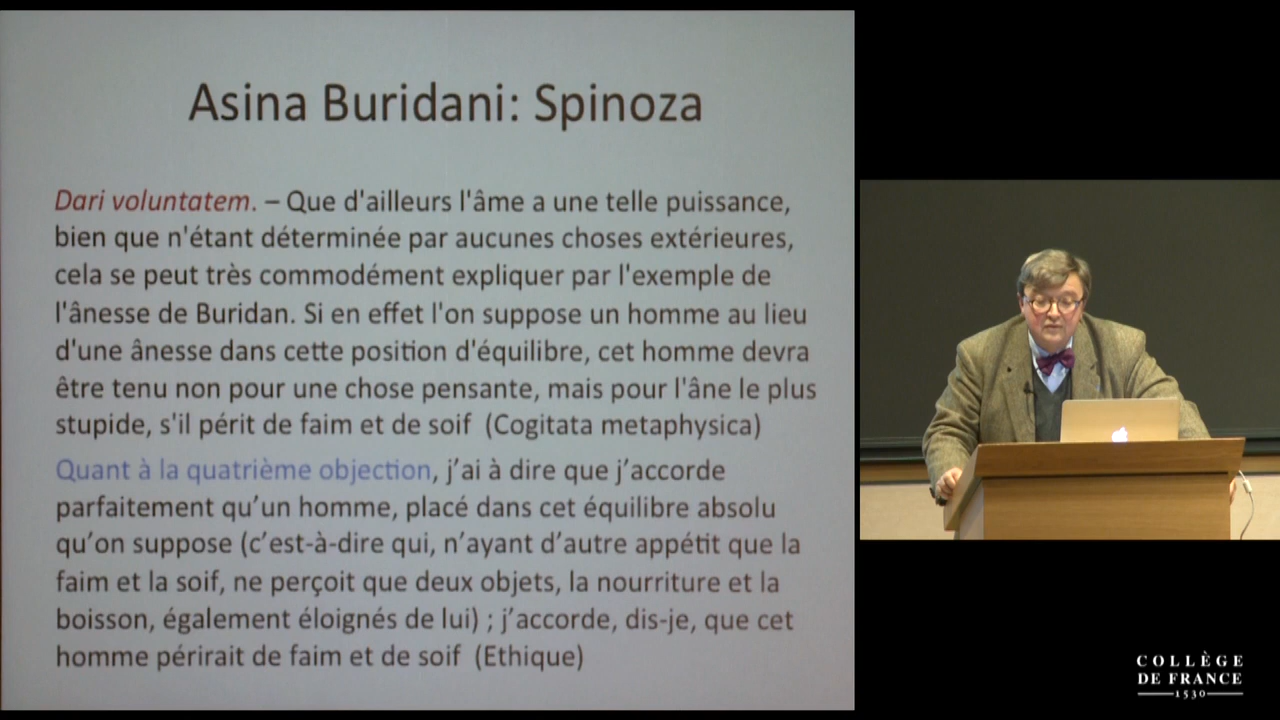 Asina Buridani: Spinoza
Dari voluntatem. – Que d'ailleurs l'âme a une telle puissance,
bien que n'étant déterminée par aucunes choses extérieures,
cela se peut très commodément expliquer par l'exemple de
l'ânesse de Buridan. Si en effet l'on suppose un homme au lieu
d'une ânesse dans cette position d'équilibre, cet homme devra
être tenu non pour une chose pensante, mais pour l'âne le plus
stupide, s'il périt de faim et de soif (Cogitata metaphysica)
Quant à la quatrième objection, j’ai à dire que j’accorde
parfaitement qu’un homme, placé dans cet équilibre absolu
qu’on suppose (c’est-à-dire qui, n’ayant d’autre appétit que la
faim et la soif, ne perçoit que deux objets, la nourriture et la
boisson, également éloignés de lui) ; j’accorde, dis-je, que cet
homme périrait de faim et de soif (Ethique)
COLLÈGE
DE FRANCE
1530